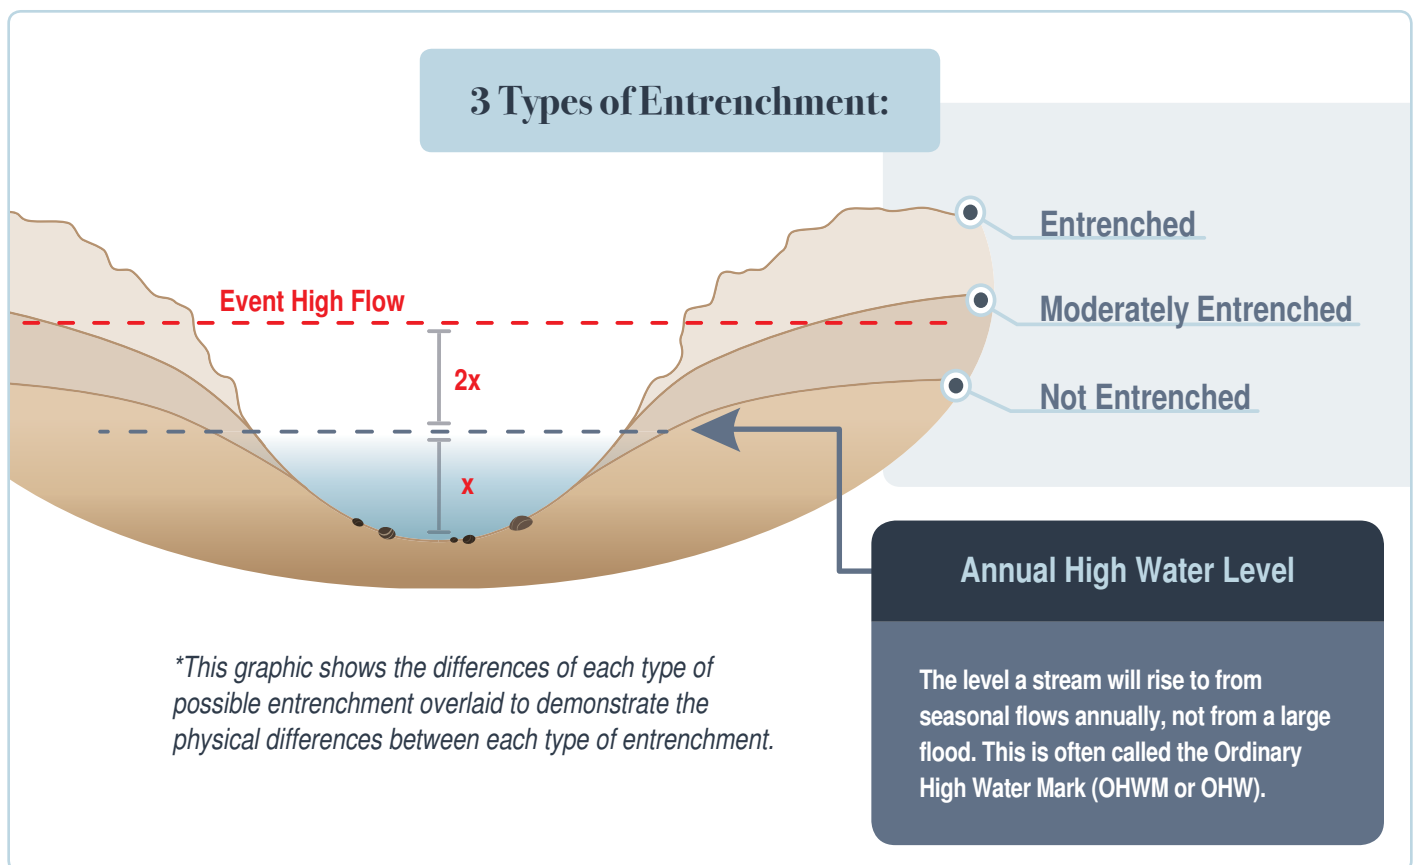 3 Types of Entrenchment:
Entrenched
Event High Flow
Moderately Entrenched
2x
Not Entrenched
x
Annual High Water Level
The level a stream will rise to from
seasonal flows annually, not from a large
flood. This is often called the Ordinary
High Water Mark (OHWM or OHW).
*This graphic shows the differences of each type of
possible entrenchment overlaid to demonstrate the
physical differences between each type of entrenchment.